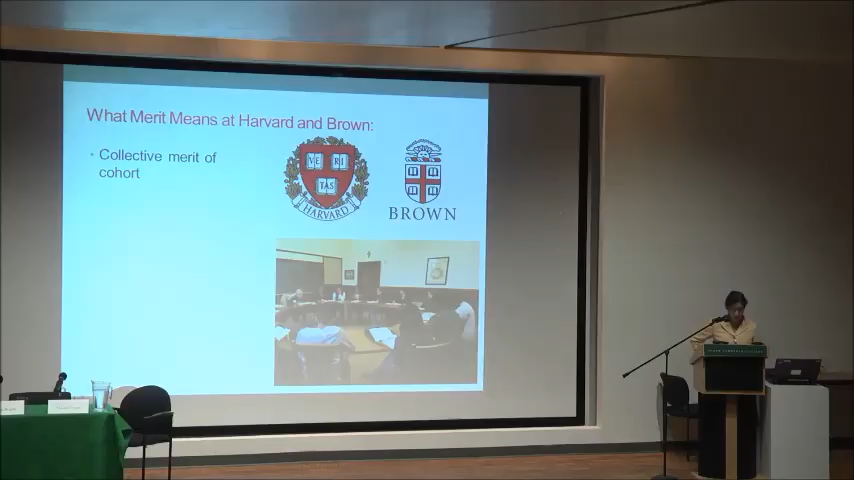 What Merit Means at Harvard and Brown:
• Collective merit of
cohort
VE RI
TAS
HARVARD
BROWN